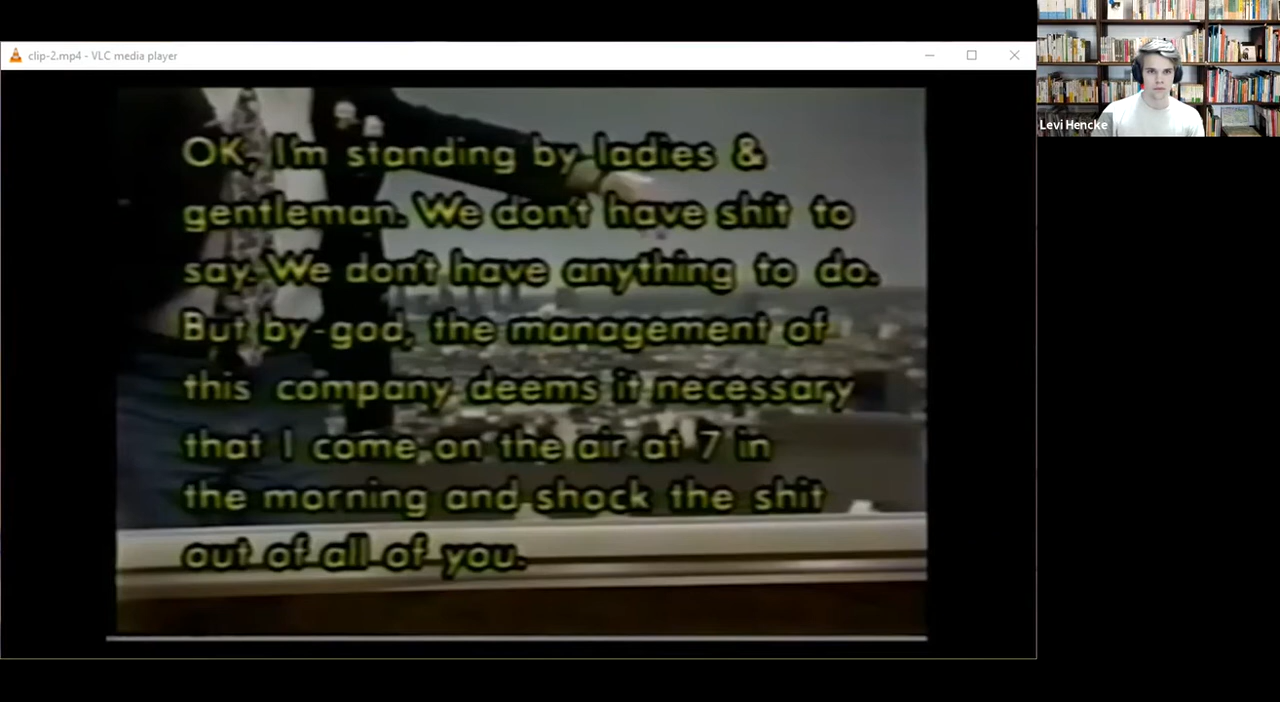 clip-2.mp4 - VLC media player
Levi Hencke
OK, I'm standing by ladies &
gentleman. We don't have shit to
say. We don't have anything to do.
But by-god, the management of
this company deems it necessary
that I come on the air at 7 in
the morning and shock the shit
out of all of you.